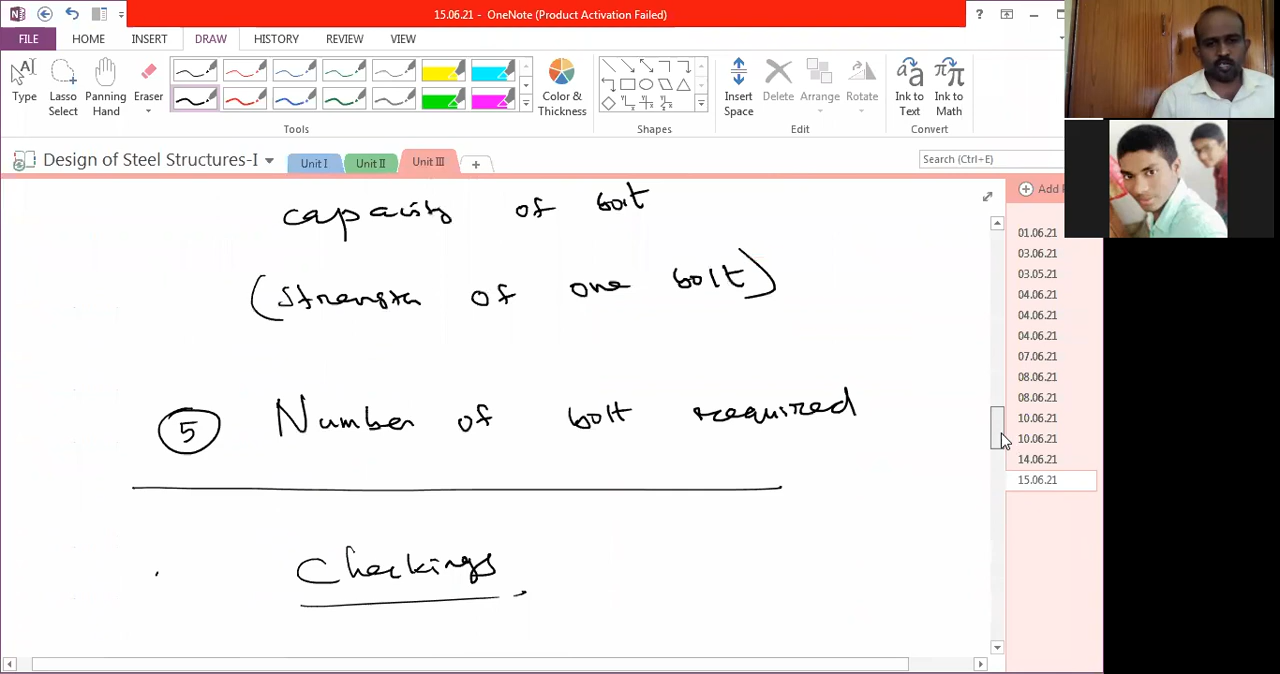 15.06.21 - OneNote (Product Activation Failed)
?
FILE HOME INSERT DRAW HISTORY REVIEW VIEW
Type
Lasso Select
Panning Hand
Eraser
Color & Thickness
Insert Space
Delete
Arrange
Rotate
Ink to Text
Ink to Math
Tools
Shapes
Edit
Convert
Design of Steel Structures-I
Unit I
Unit II
Unit III
Search (Ctrl+E)
Add
capacity of bolt
(Strength of one bolt)
5 Number of bolt required
Checkings
01.06.21
03.06.21
03.05.21
04.06.21
04.06.21
04.06.21
07.06.21
08.06.21
08.06.21
10.06.21
10.06.21
14.06.21
15.06.21